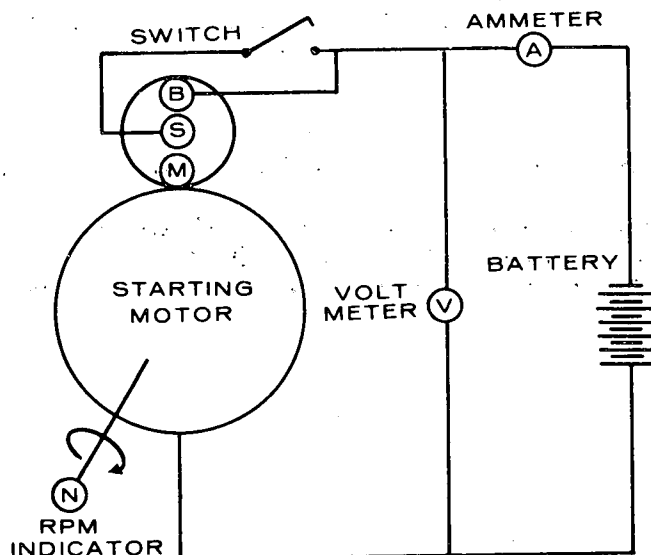 AMMETER
SWITCH
A
B
S
M
BATTERY
STARTING
MOTOR
VOLT
METER
V
N
RPM
INDICATOR